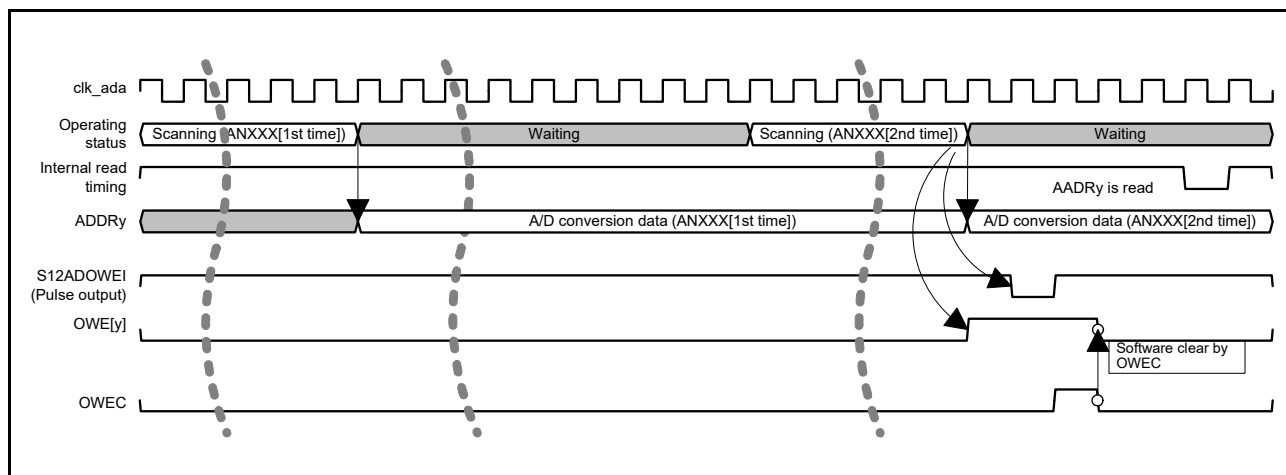 clk_ada
Operating
status
Scanning (ANXXX[1st time])
Waiting
Scanning (ANXXX[2nd time])
Waiting
Internal read
timing
AADRy is read
ADDRy
A/D conversion data (ANXXX[1st time])
A/D conversion data (ANXXX[2nd time])
S12ADOWEI
(Pulse output)
OWE[y]
Software clear by
OWEC
OWEC